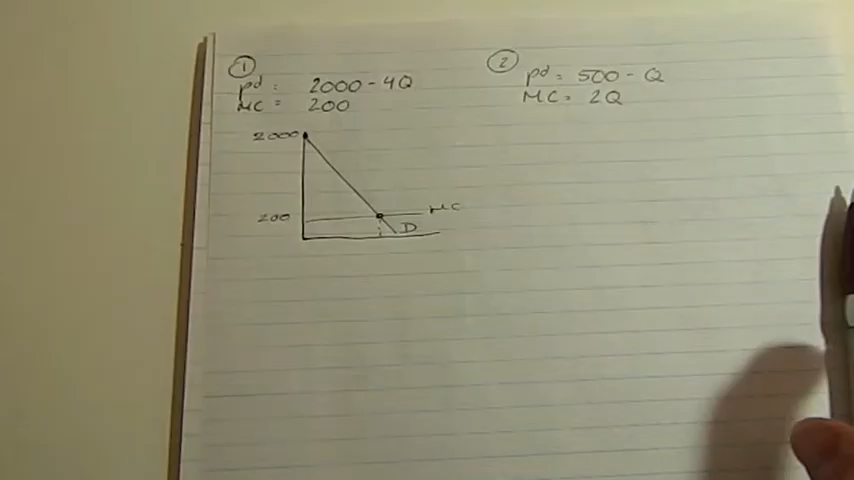 ①
pd = 2000 - 4Q
MC = 200
2000
200
MC
D
②
pd = 500 - Q
MC = 2Q